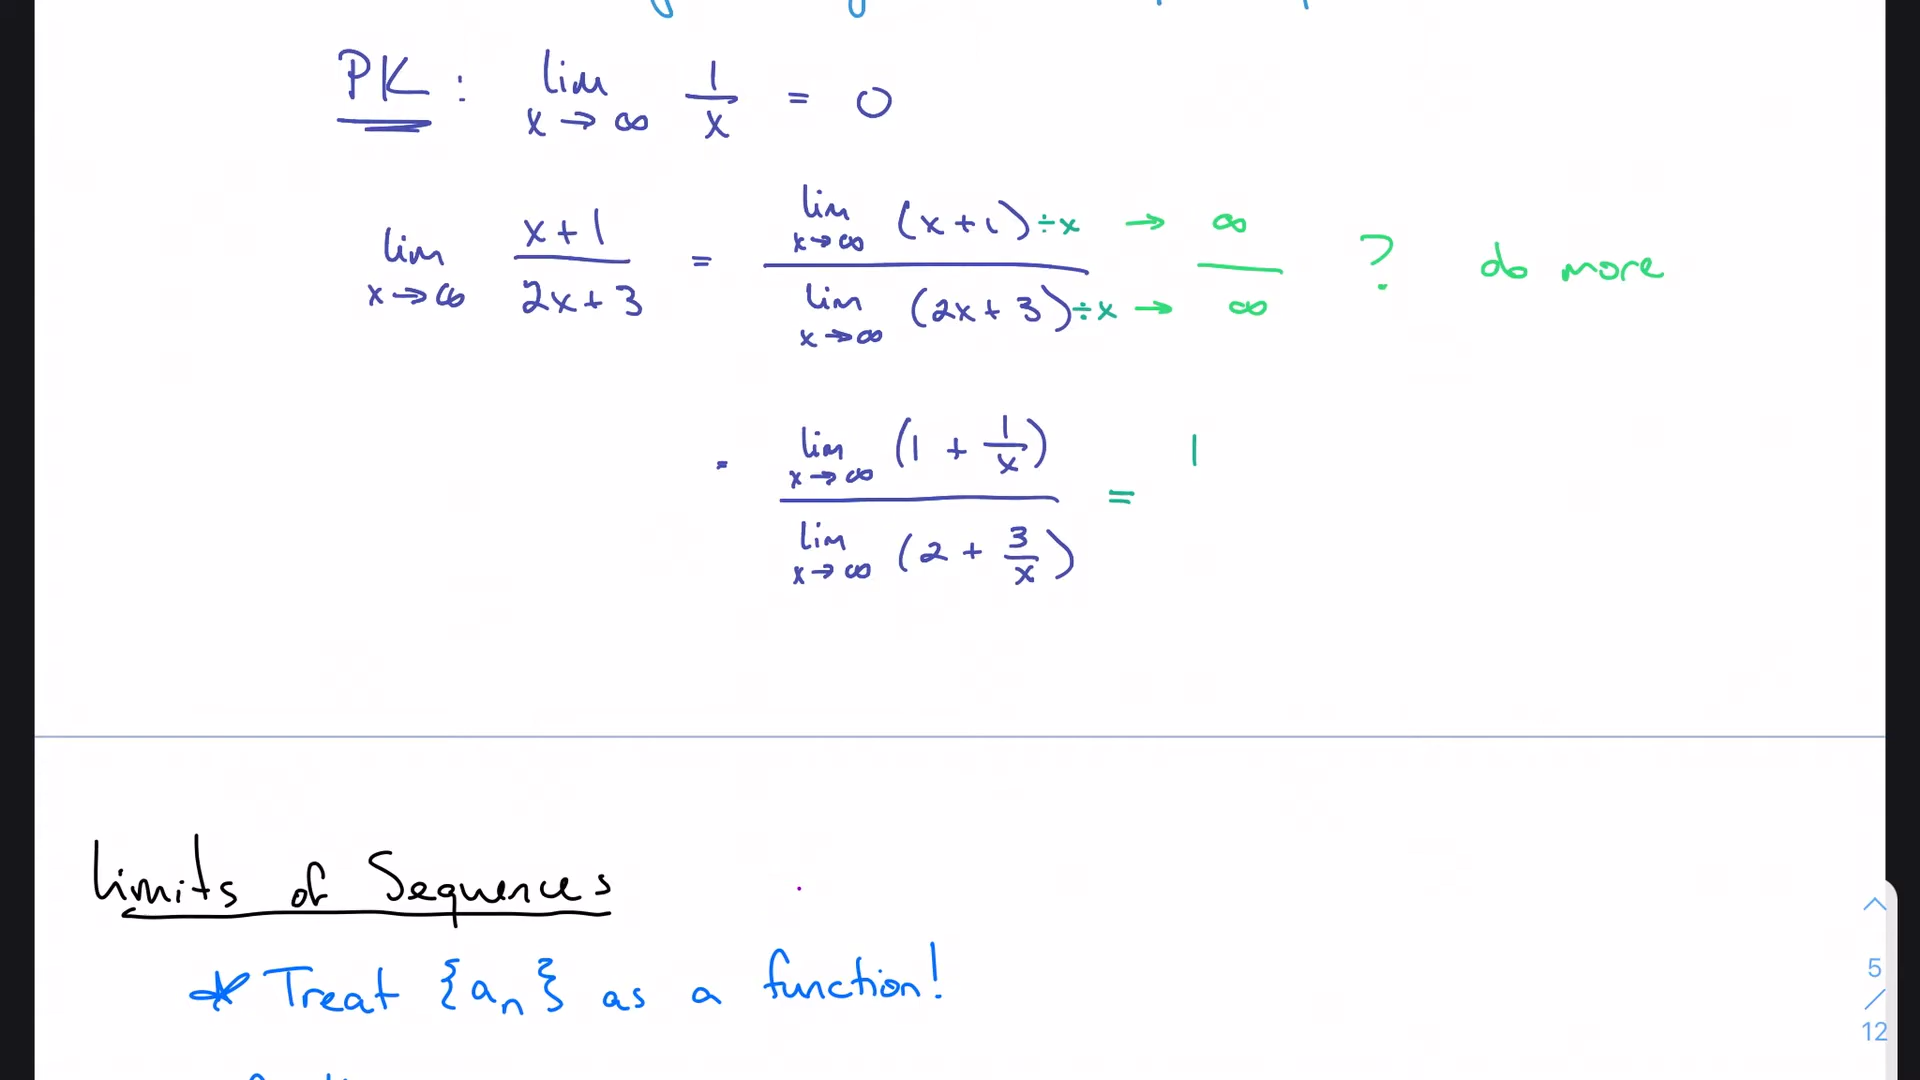 PK : lim x→∞ 1/x = 0
lim x→∞ (x+1)/(2x+3) = lim x→∞ (x+1) ÷x → ∞ / lim x→∞ (2x+3) ÷x → ∞ ? do more
= lim x→∞ (1 + 1/x) / lim x→∞ (2 + 3/x) = 1
Limits of Sequences
* Treat {aₙ} as a function!
5
/
12